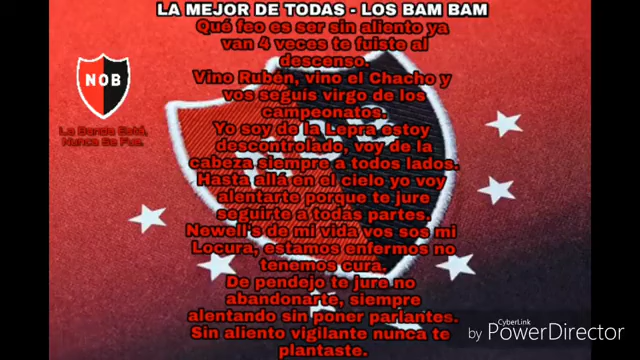 LA MEJOR DE TODAS - LOS BAM BAM
Qué feo es ser sin aliento ya
van 4 veces te fuiste al
descenso.
Vino Rubén, vino el Chacho y
vos seguis virgo de los
campeonatos.
Yo soy de la Lepra estoy
descontrolado, voy de la
cabeza siempre a todos lados.
Hasta allá en el cielo yo voy
alentarte porque te jure
seguirte a todas partes.
Newell's de mi vida vos sos mi
Locura, estamos enfermos no
tenemos cura,
De pendejo te jure no
abandonarte, siempre
alentando sin poner parlantes.
Sin aliento vigilante nunca te
plantaste.
NOB
La Banda Está,
Nunca Se Fue.
CyberLink
by PowerDirector